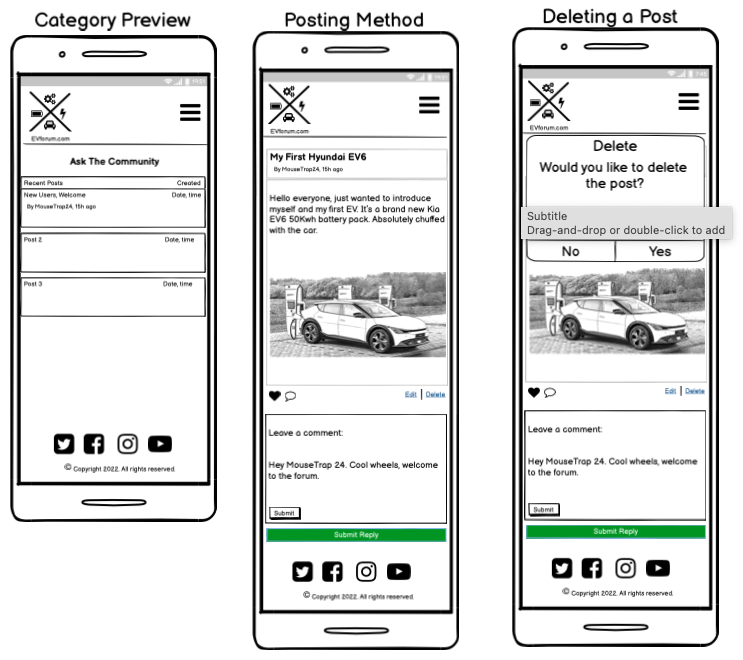 Category Preview
EVforum.com
Ask The Community
Recent Posts Created
New Users, Welcome Date, time
By MouseTrap24, 15h ago
Post 2 Date, time
Post 3 Date, time
© Copyright 2022. All rights reserved.
Posting Method
EVforum.com
My First Hyundai EV6
By MouseTrap24, 15h ago
Hello everyone, just wanted to introduce
myself and my first EV. It's a brand new Kia
EV6 50Kwh battery pack. Absolutely chuffed
with the car.
Edit | Delete
Leave a comment:
Hey MouseTrap 24. Cool wheels, welcome
to the forum.
Submit
Submit Reply
© Copyright 2022. All rights reserved.
Deleting a Post
EVforum.com
Delete
Would you like to delete
the post?
Subtitle
Drag-and-drop or double-click to add
No Yes
Edit | Delete
Leave a comment:
Hey MouseTrap 24. Cool wheels, welcome
to the forum.
Submit
Submit Reply
© Copyright 2022. All rights reserved.